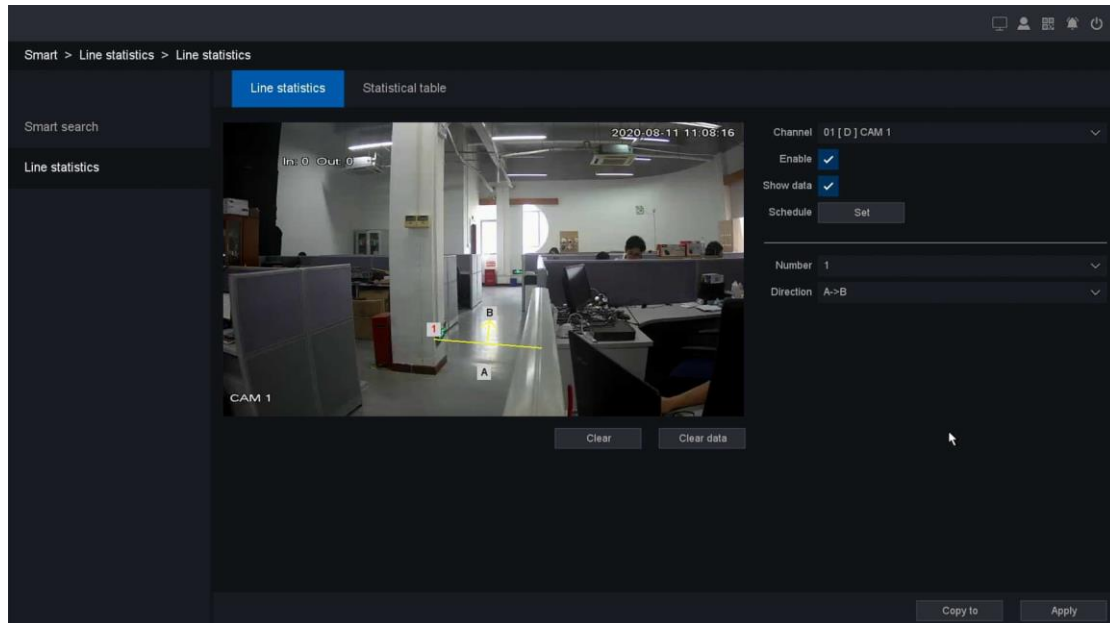 Smart > Line statistics > Line statistics
Line statistics Statistical table
Smart search
Line statistics
2020-08-11 11:08:16
In: 0 Out: 0
1
B
A
CAM 1
Clear Clear data
Channel 01 [ D ] CAM 1
Enable
Show data
Schedule Set
Number 1
Direction A->B
Copy to Apply